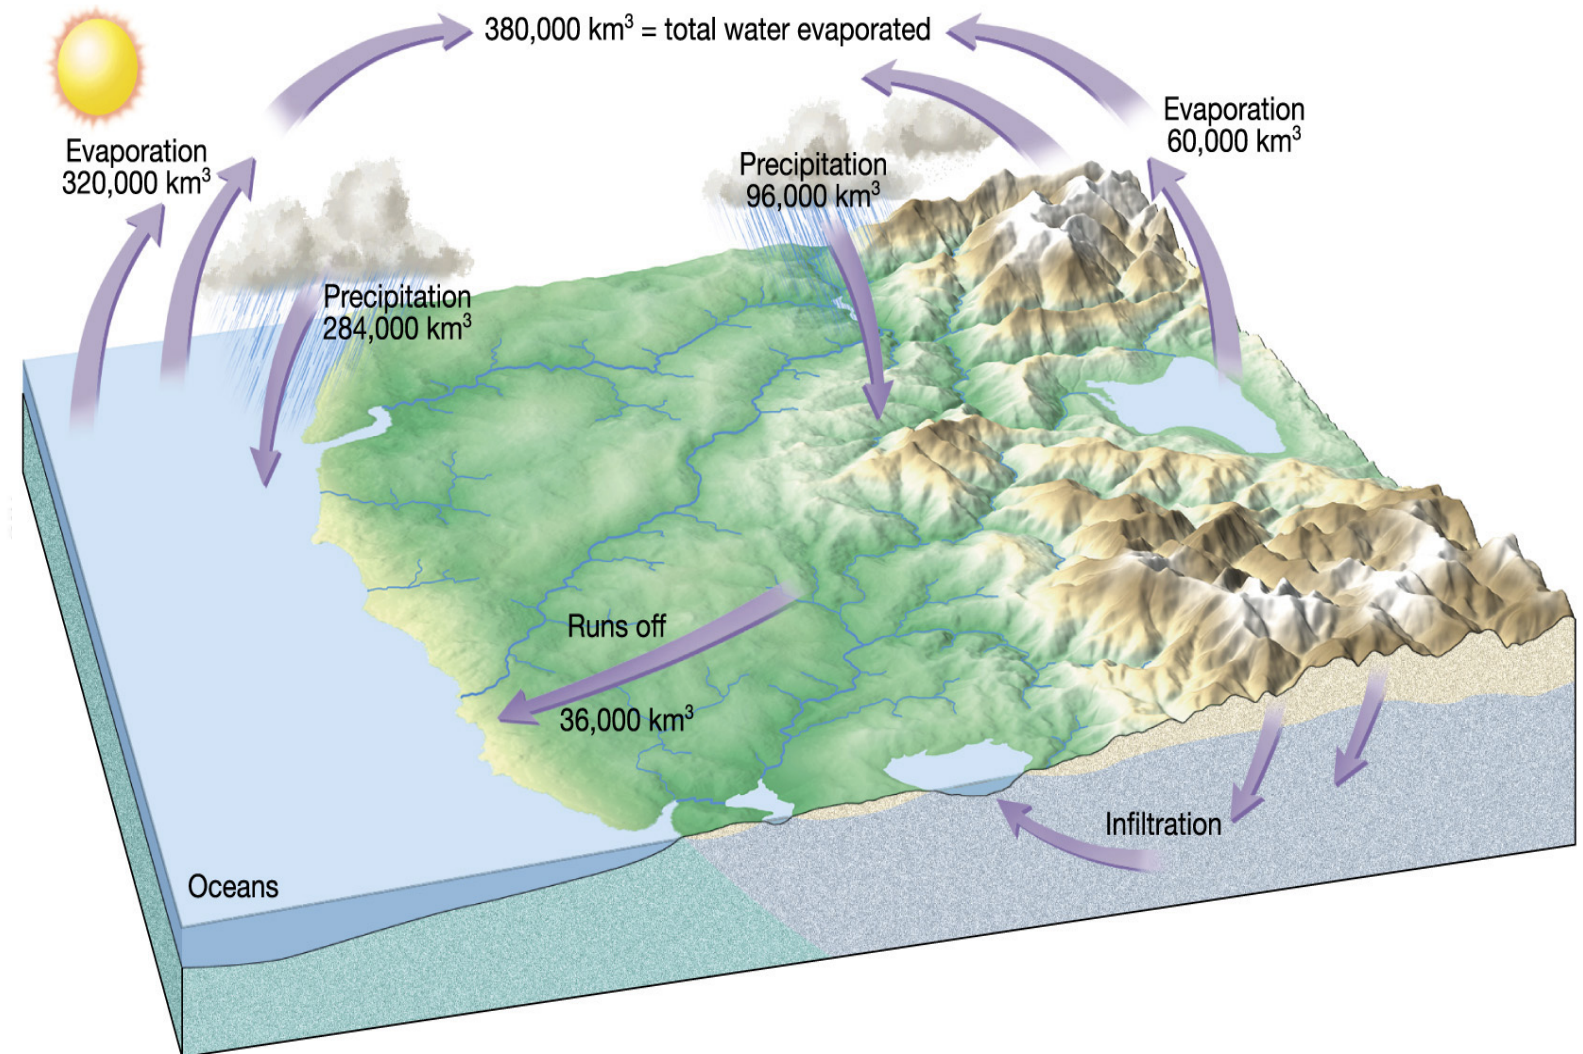 380,000 km³ = total water evaporated
Evaporation
320,000 km³
Evaporation
60,000 km³
Precipitation
96,000 km³
Precipitation
284,000 km³
Runs off
36,000 km³
Infiltration
Oceans